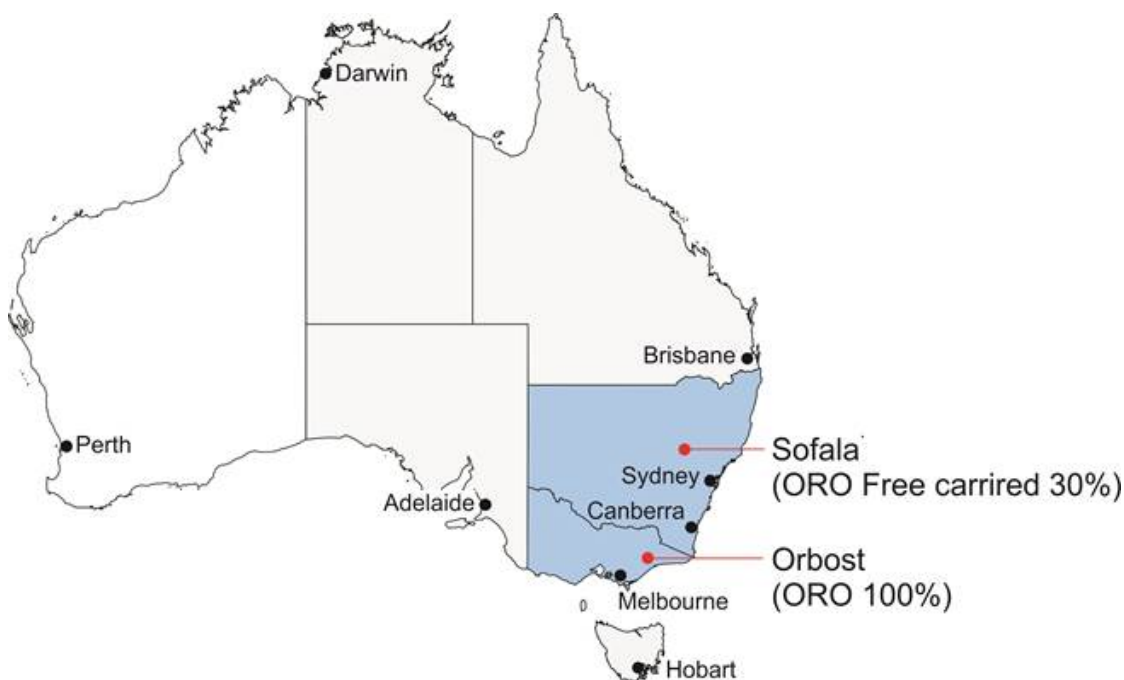 Darwin
Brisbane
Perth
Sofala
(ORO Free carrired 30%)
Sydney
Adelaide
Canberra
Orbost
(ORO 100%)
Melbourne
Hobart